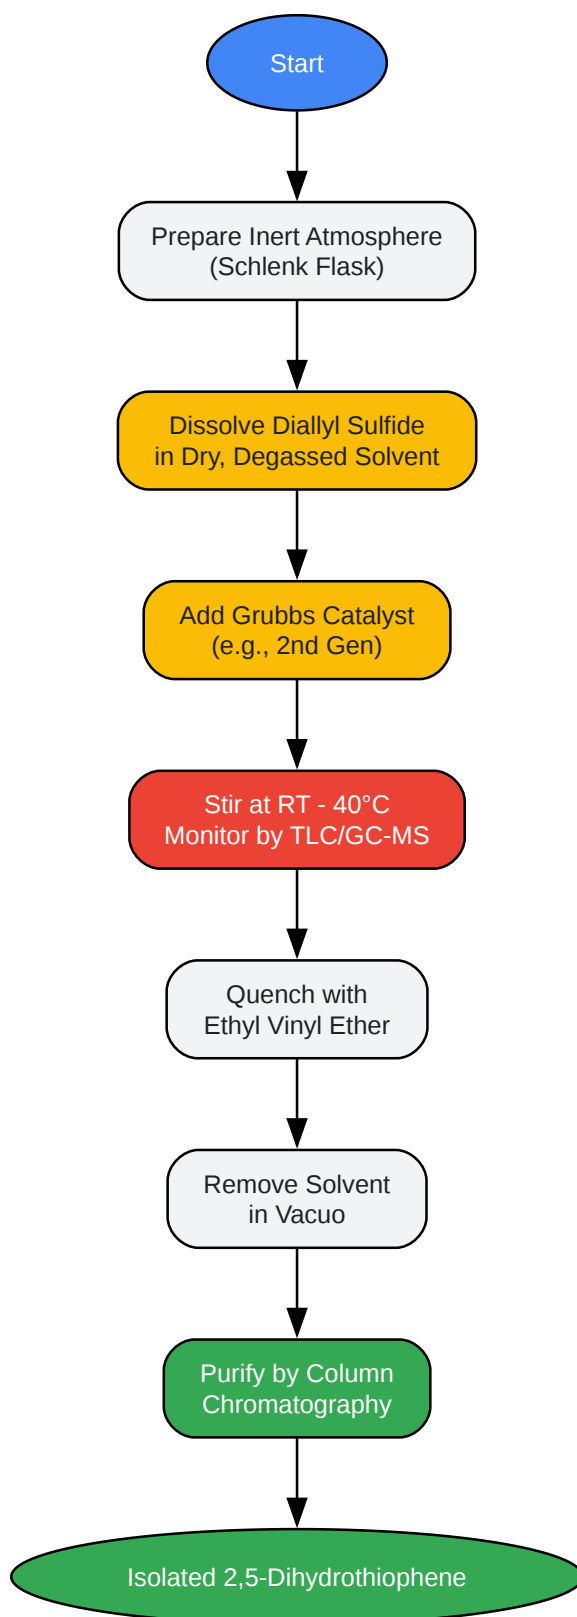 Start
Prepare Inert Atmosphere
(Schlenk Flask)
Dissolve Diallyl Sulfide
in Dry, Degassed Solvent
Add Grubbs Catalyst
(e.g., 2nd Gen)
Stir at RT - 40°C
Monitor by TLC/GC-MS
Quench with
Ethyl Vinyl Ether
Remove Solvent
in Vacuo
Purify by Column
Chromatography
Isolated 2,5-Dihydrothiophene